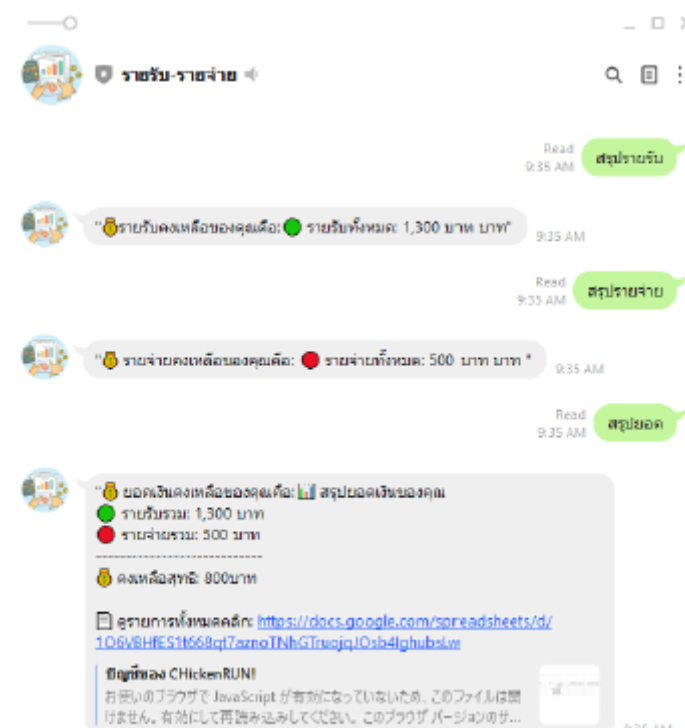 รายรับ-รายจ่าย
Read
9:35 AM
สรุปรายรับ
"💰รายรับคงเหลือของคุณคือ:🟢 รายรับทั้งหมด: 1,300 บาท บาท"
9:35 AM
Read
9:35 AM
สรุปรายจ่าย
"💰 รายจ่ายคงเหลือของคุณคือ: 🔴 รายจ่ายทั้งหมด: 500 บาท บาท "
9:35 AM
Read
9:35 AM
สรุปยอด
"💰 ยอดเงินคงเหลือของคุณคือ:📊 สรุปยอดเงินของคุณ
🟢 รายรับรวม: 1,300 บาท
🔴 รายจ่ายรวม: 500 บาท
---------------------------
💰 คงเหลือสุทธิ: 800บาท
🧾 ดูรายการทั้งหมดคลิก: https://docs.google.com/spreadsheets/d/
บัญชีของ CHickenRUN!
お使いのブラウザで JavaScript が有効になっていないため、このファイルは開
けません。有効にして再読み込みしてください。このブラウザ バージョンのサ...
9:35 AM